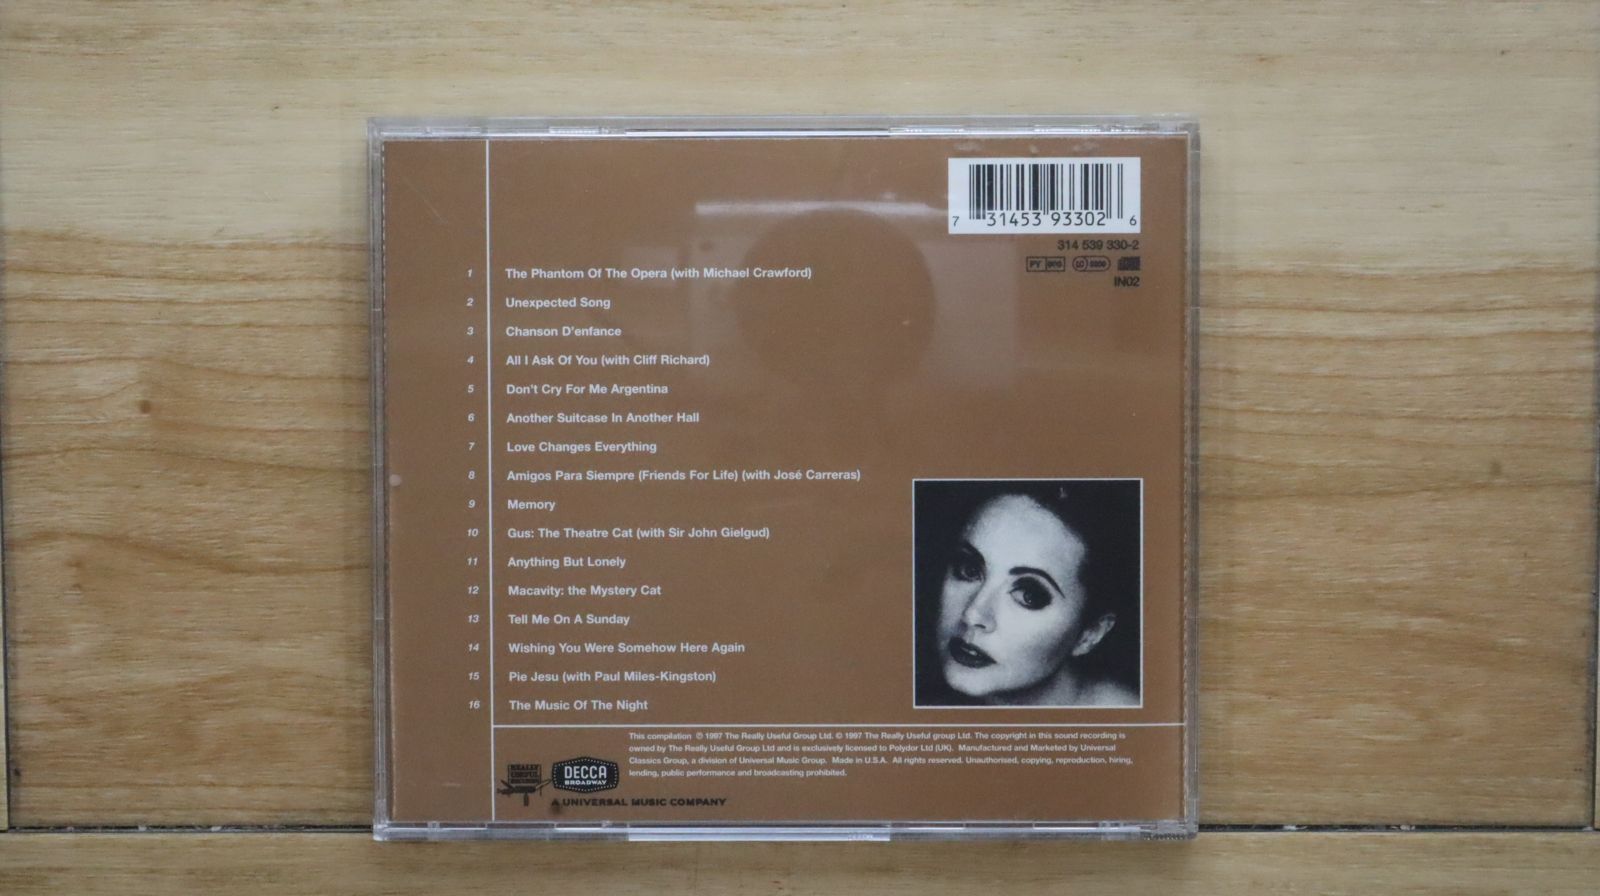 7 31453 93302 6
314 539 330-2
PY
LC
IN02
1 The Phantom Of The Opera (with Michael Crawford)
2 Unexpected Song
3 Chanson D'enfance
4 All I Ask Of You (with Cliff Richard)
5 Don't Cry For Me Argentina
6 Another Suitcase In Another Hall
7 Love Changes Everything
8 Amigos Para Siempre (Friends For Life) (with José Carreras)
9 Memory
10 Gus: The Theatre Cat (with Sir John Gielgud)
11 Anything But Lonely
12 Macavity: the Mystery Cat
13 Tell Me On A Sunday
14 Wishing You Were Somehow Here Again
15 Pie Jesu (with Paul Miles-Kingston)
16 The Music Of The Night
This compilation ℗ 1997 The Really Useful Group Ltd. © 1997 The Really Useful group Ltd. The copyright in this sound recording is
owned by The Really Useful Group Ltd and is exclusively licensed to Polydor Ltd (UK). Manufactured and Marketed by Universal
Classics Group, a division of Universal Music Group. Made in U.S.A. All rights reserved. Unauthorised, copying, reproduction, hiring,
lending, public performance and broadcasting prohibited.
REALLY
USEFUL
RECORDS
DECCA
BROADWAY
A UNIVERSAL MUSIC COMPANY